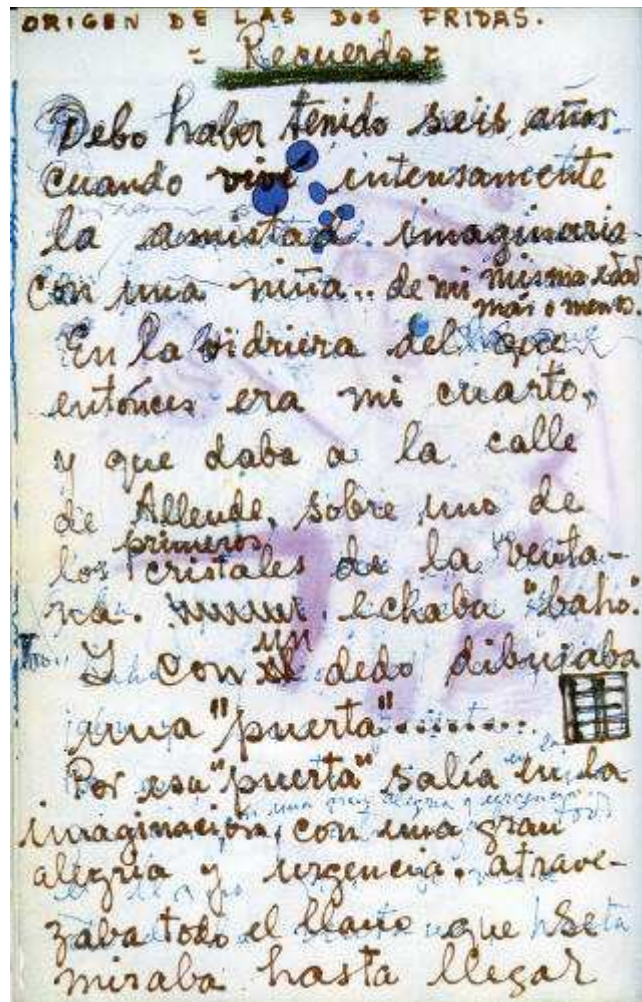 ORIGEN DE LAS DOS FRIDAS.
- Recuerdo -
Debo haber tenido seis años
cuando viví intensamente
la amistad imaginaria
con una niña.. de mi misma edad
más o menos.
En la vidriera del que
entónces era mi cuarto,
y que daba a la calle
de Allende, sobre uno de
los primeros cristales de la venta-
na. echaba "baho".
Y con un dedo dibujaba
una "puerta".........
Por esa "puerta" salía en la
imaginación, con una gran
alegría y urgencia. atrave-
zaba todo el llano que se
miraba hasta llegar